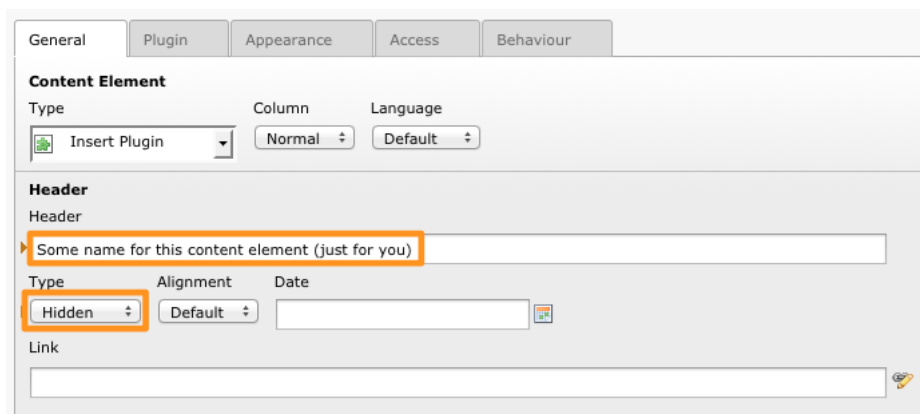 General Plugin Appearance Access Behaviour
Content Element
Type Column Language
Insert Plugin Normal Default
Header
Header
Some name for this content element (just for you)
Type Alignment Date
Hidden Default
Link